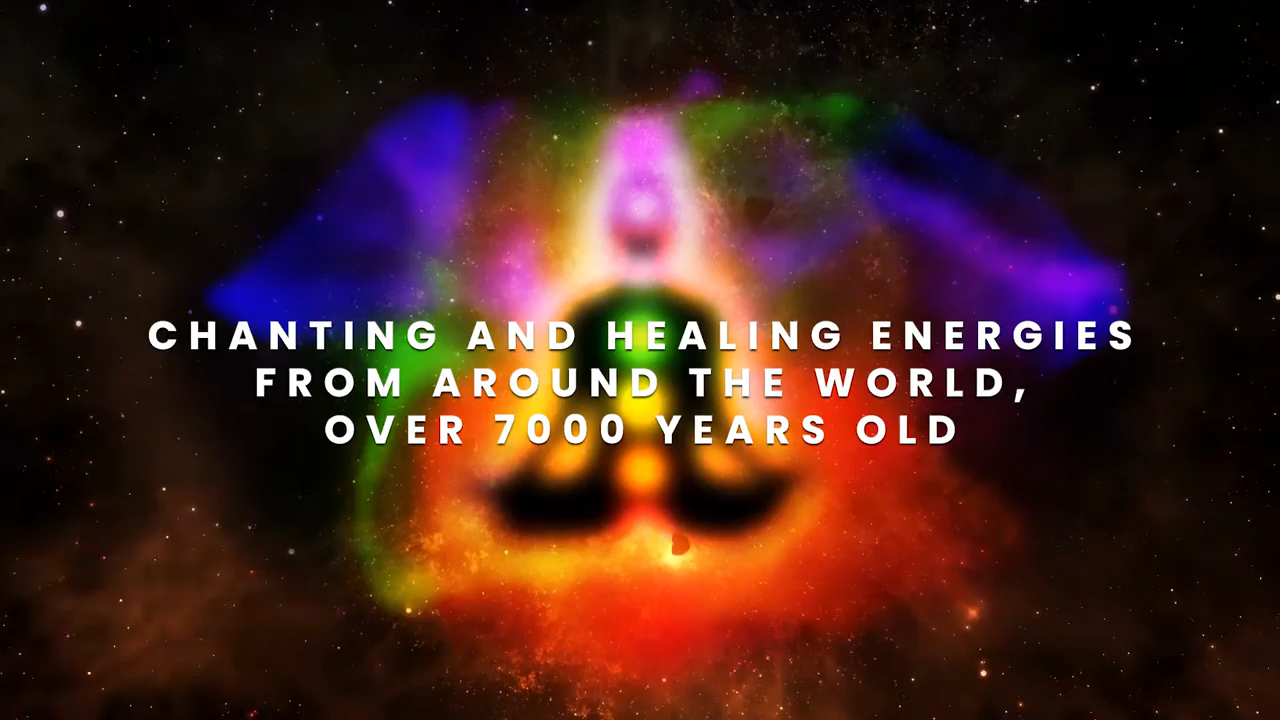 CHANTING AND HEALING ENERGIES
FROM AROUND THE WORLD,
OVER 7000 YEARS OLD